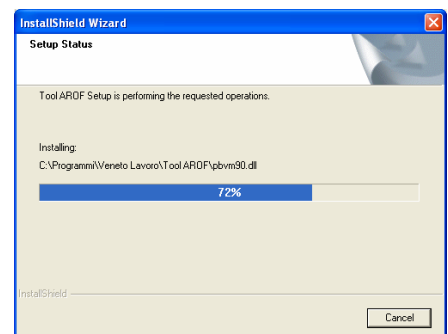 InstallShield Wizard
Setup Status
Tool AROF Setup is performing the requested operations.
Installing:
C:\Programmi\Veneto Lavoro\Tool AROF\pbvm90.dll
72%
InstallShield
Cancel